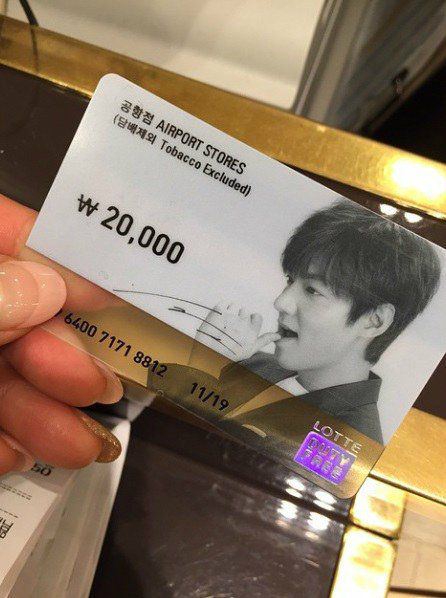 공항점 AIRPORT STORES
(담배제외 Tobacco Excluded)
₩ 20,000
6400 7171 8812 11/19
LOTTE
DUTY
FREE
50